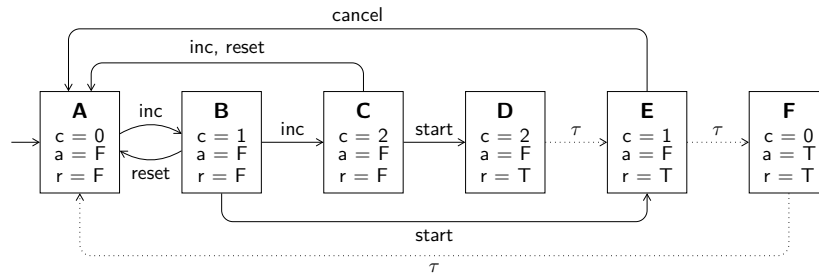 cancel
inc, reset
A
c = 0
a = F
r = F
inc
reset
B
c = 1
a = F
r = F
inc
C
c = 2
a = F
r = F
start
D
c = 2
a = F
r = T
τ
E
c = 1
a = F
r = T
τ
F
c = 0
a = T
r = T
start
τ